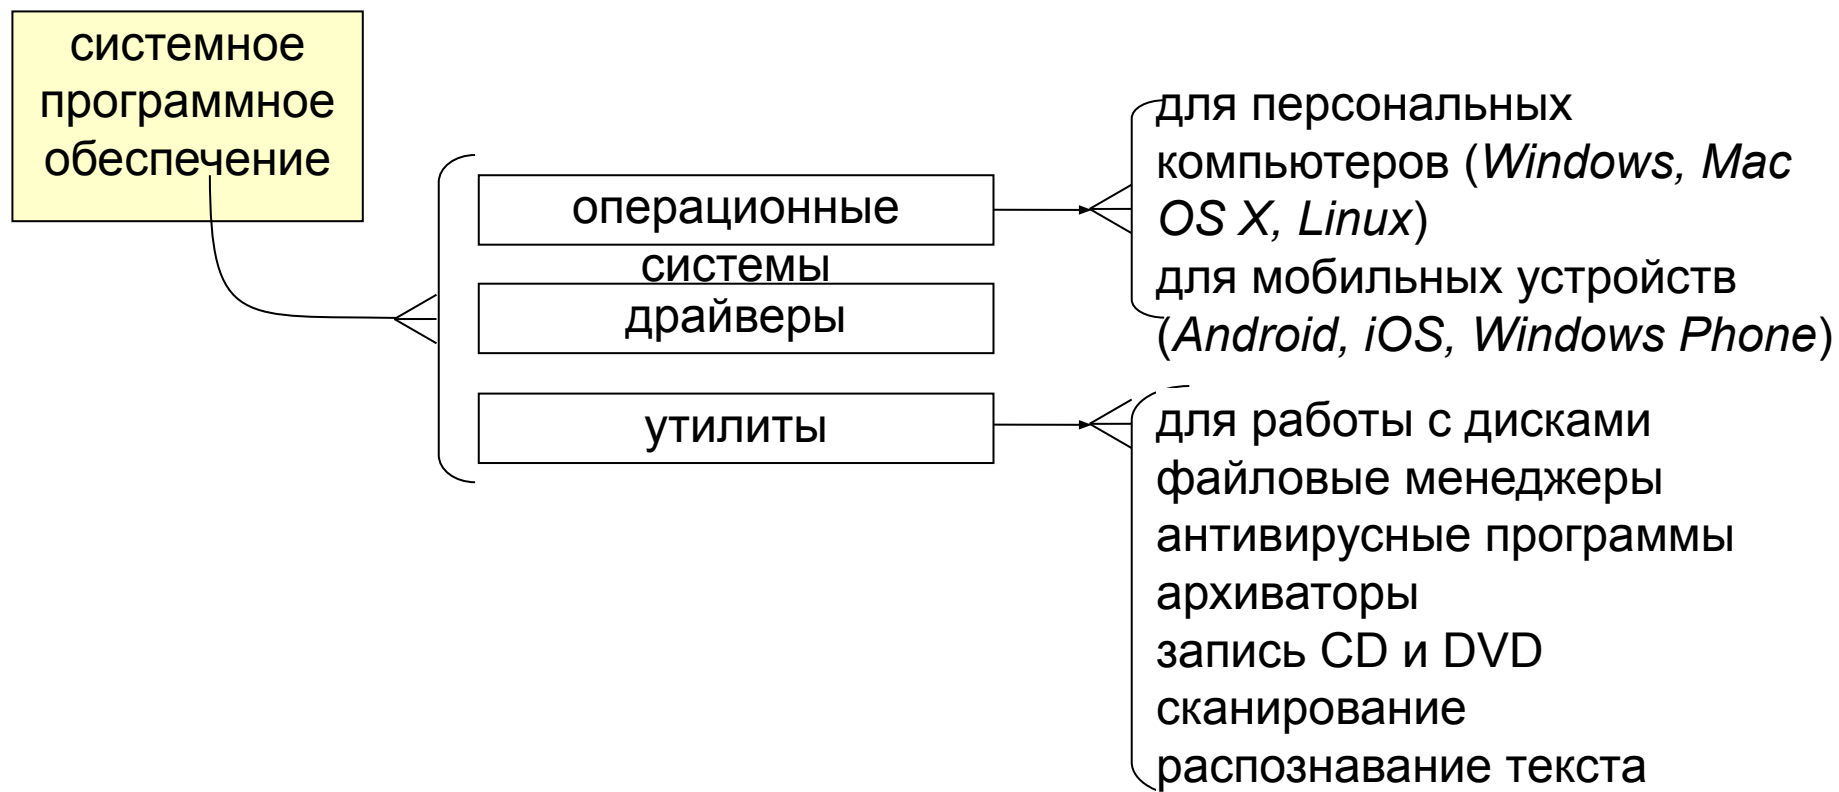 системное
программное
обеспечение
операционные
системы
драйверы
утилиты
для персональных
компьютеров (Windows, Mac
OS X, Linux)
для мобильных устройств
(Android, iOS, Windows Phone)
для работы с дисками
файловые менеджеры
антивирусные программы
архиваторы
запись CD и DVD
сканирование
распознавание текста